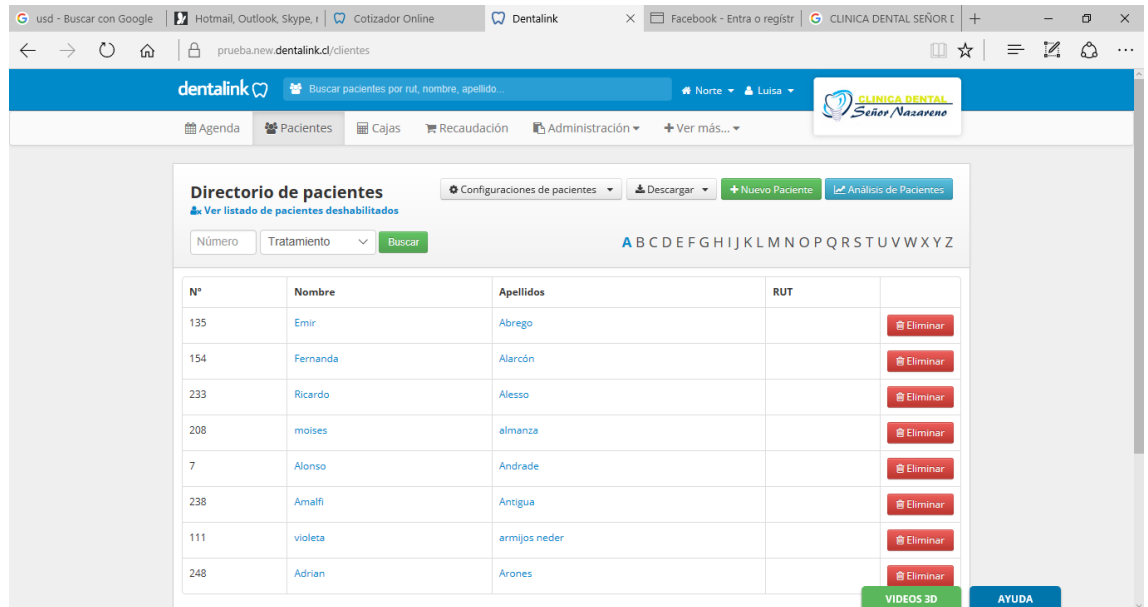 usd - Buscar con Google
Hotmail, Outlook, Skype, r
Cotizador Online
Dentalink
Facebook - Entra o regístr
CLINICA DENTAL SEÑOR D
prueba.new.dentalink.cl/clientes
dentalink
Buscar pacientes por rut, nombre, apellido...
Norte
Luisa
CLINICA DENTAL
Señor Nazareno
Agenda
Pacientes
Cajas
Recaudación
Administración
+ Ver más...
Directorio de pacientes
Configuraciones de pacientes
Descargar
+ Nuevo Paciente
Análisis de Pacientes
Ver listado de pacientes deshabilitados
Número
Tratamiento
Buscar
A B C D E F G H I J K L M N O P Q R S T U V W X Y Z
N° Nombre Apellidos RUT
135 Emir Abrego Eliminar
154 Fernanda Alarcón Eliminar
233 Ricardo Alesso Eliminar
208 moises almanza Eliminar
7 Alonso Andrade Eliminar
238 Amalfi Antigua Eliminar
111 violeta armijos neder Eliminar
248 Adrian Arones Eliminar
VIDEOS 3D
AYUDA